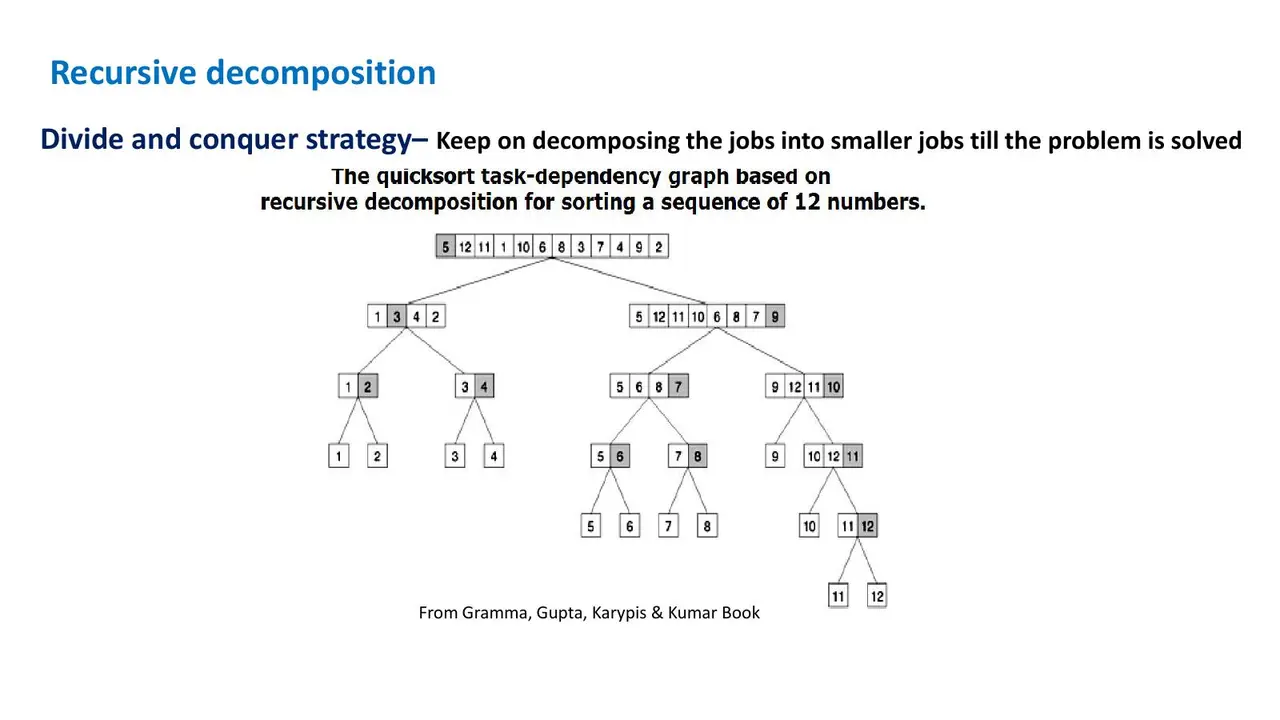 Recursive decomposition
Divide and conquer strategy– Keep on decomposing the jobs into smaller jobs till the problem is solved
The quicksort task-dependency graph based on
recursive decomposition for sorting a sequence of 12 numbers.
5 12 11 1 10 6 8 3 7 4 9 2
1 3 4 2 5 12 11 10 6 8 7 9
1 2 3 4 5 6 8 7 9 12 11 10
1 2 3 4 5 6 7 8 9 10 12 11
5 6 7 8 10 11 12
11 12
From Gramma, Gupta, Karypis & Kumar Book